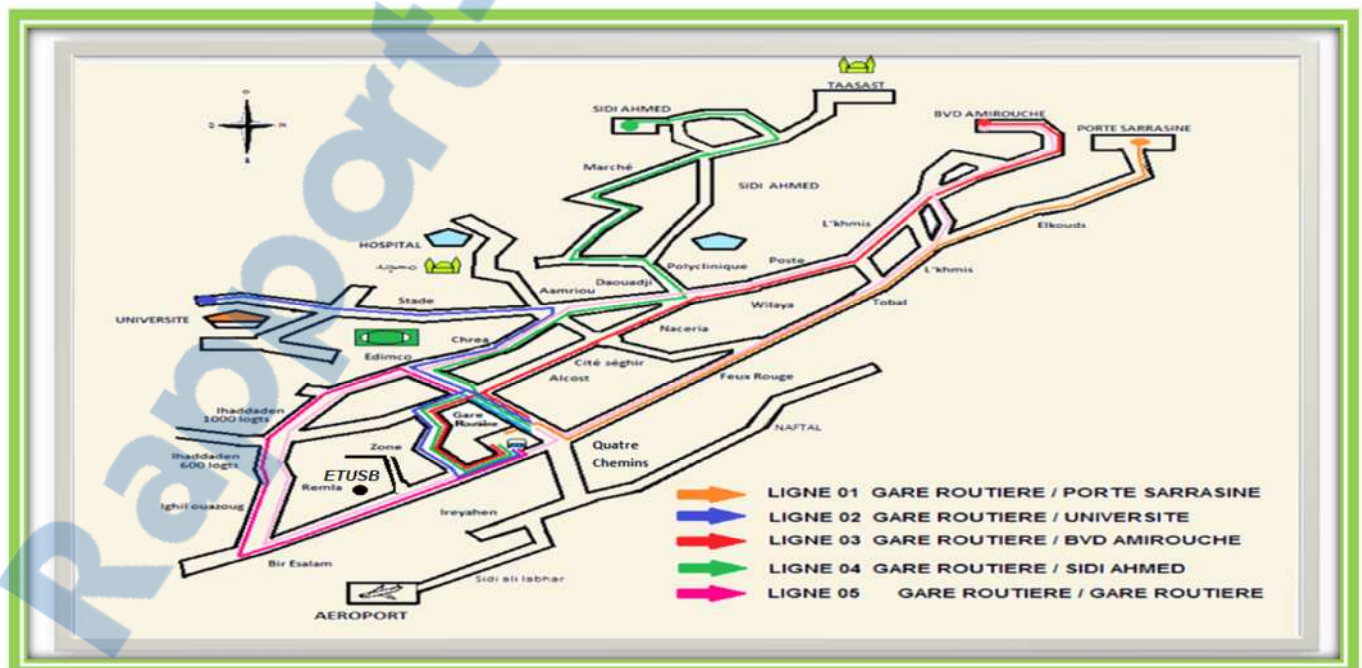 Rapport
TAASAST
SIDI AHMED
BVD AMIROUCHE
PORTE SARRASINE
Marché
SIDI AHMED
L'khmis
Elkouds
HOSPITAL
Polyclinique
Poste
L'khmis
Daouadji
Aamriou
Stade
Wilaya
Tobal
UNIVERSITE
Naceria
Chrea
Edimco
Cité séghir
Alcost
Feux Rouge
Ihaddaden
1000 logts
Gare
Routière
NAFTAL
Zone
Quatre
Chemins
Ihaddaden
600 logts
ETUSB
Remla
Ighil ouazoug
Ireyahen
Bir Esalam
Sidi ali labhar
AEROPORT
LIGNE 01 GARE ROUTIERE / PORTE SARRASINE
LIGNE 02 GARE ROUTIERE / UNIVERSITE
LIGNE 03 GARE ROUTIERE / BVD AMIROUCHE
LIGNE 04 GARE ROUTIERE / SIDI AHMED
LIGNE 05 GARE ROUTIERE / GARE ROUTIERE